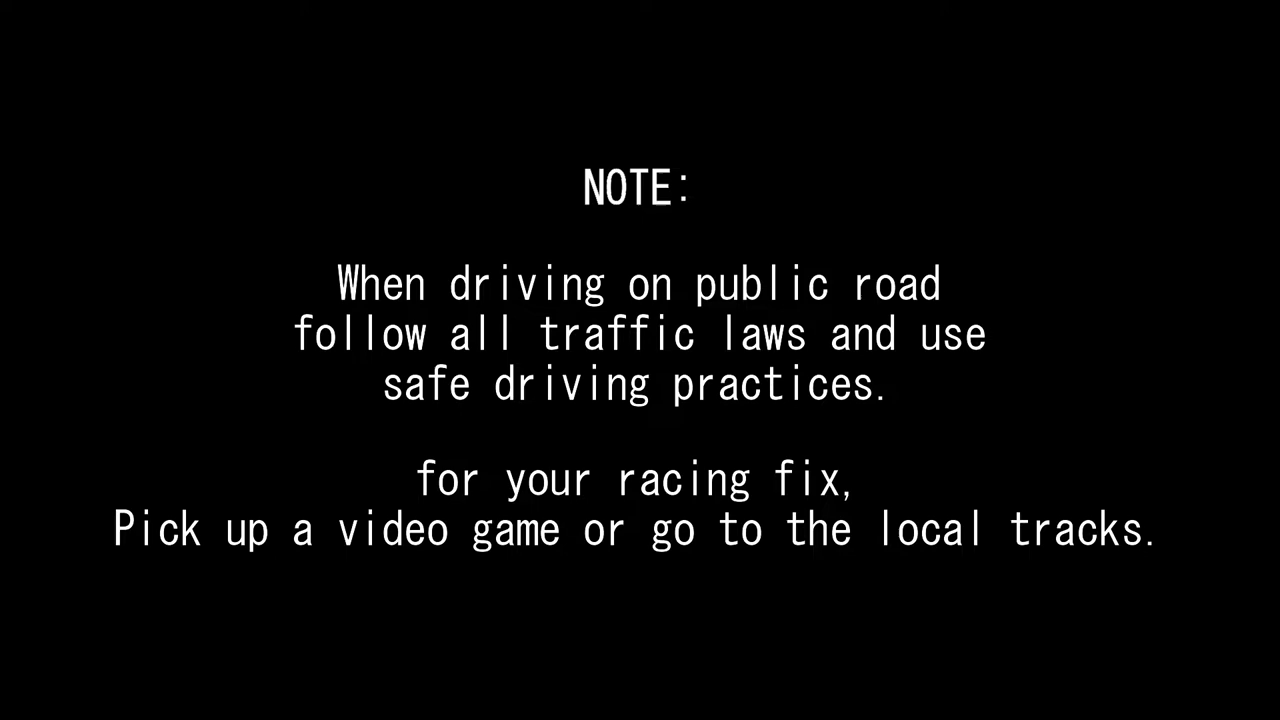 NOTE:
When driving on public road
follow all traffic laws and use
safe driving practices.
for your racing fix,
Pick up a video game or go to the local tracks.